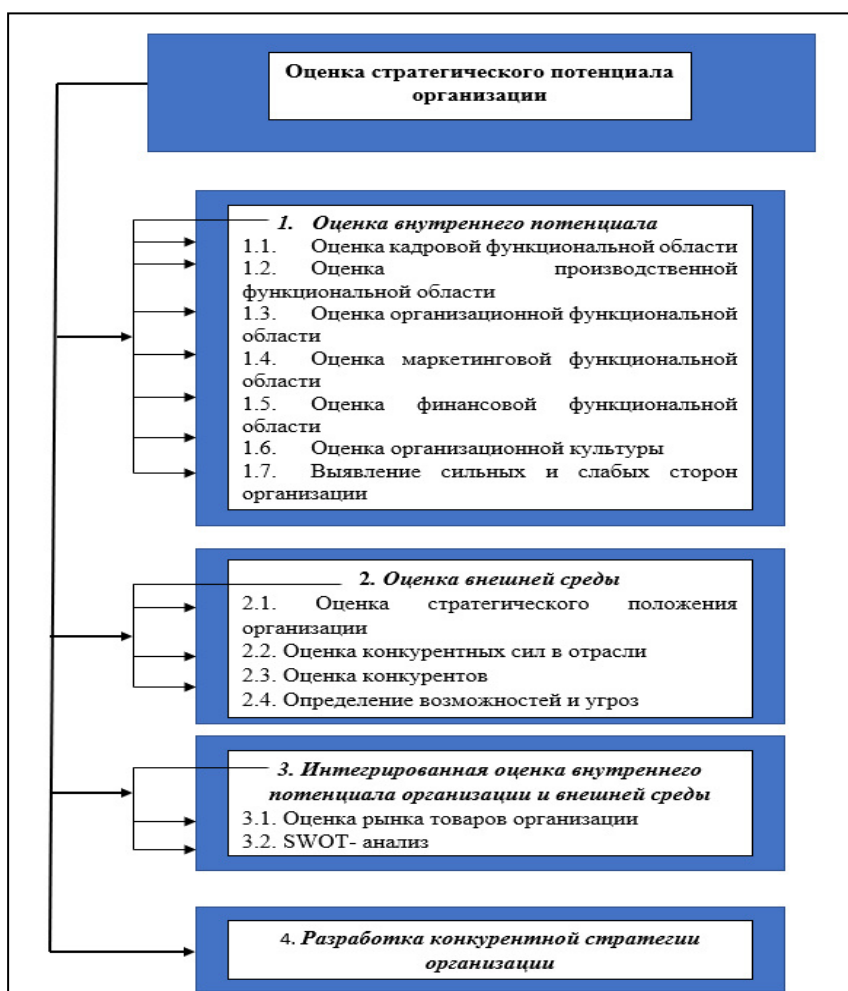 Оценка стратегического потенциала
организации
1. Оценка внутреннего потенциала
1.1. Оценка кадровой функциональной области
1.2. Оценка производственной
функциональной области
1.3. Оценка организационной функциональной
области
1.4. Оценка маркетинговой функциональной
области
1.5. Оценка финансовой функциональной
области
1.6. Оценка организационной культуры
1.7. Выявление сильных и слабых сторон
организации
2. Оценка внешней среды
2.1. Оценка стратегического положения
организации
2.2. Оценка конкурентных сил в отрасли
2.3. Оценка конкурентов
2.4. Определение возможностей и угроз
3. Интегрированная оценка внутреннего
потенциала организации и внешней среды
3.1. Оценка рынка товаров организации
3.2. SWOT- анализ
4. Разработка конкурентной стратегии
организации